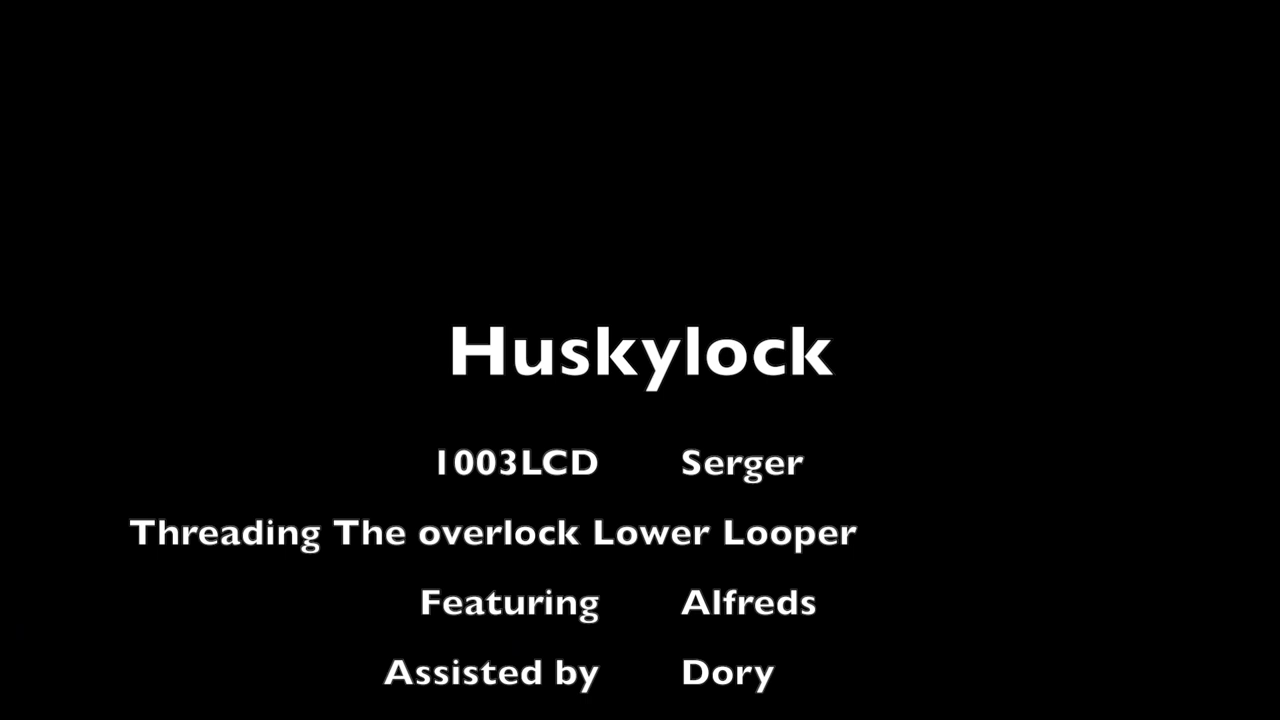 Huskylock
1003LCD Serger
Threading The overlock Lower Looper
Featuring Alfreds
Assisted by Dory